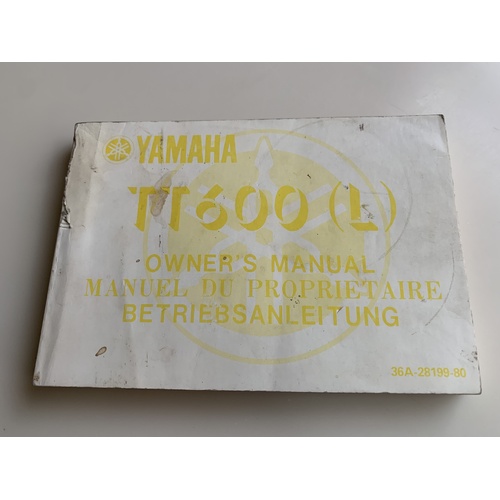 YAMAHA
TT600 (L)
OWNER'S MANUAL
MANUEL DU PROPRIETAIRE
BETRIEBSANLEITUNG
36A-28199-80